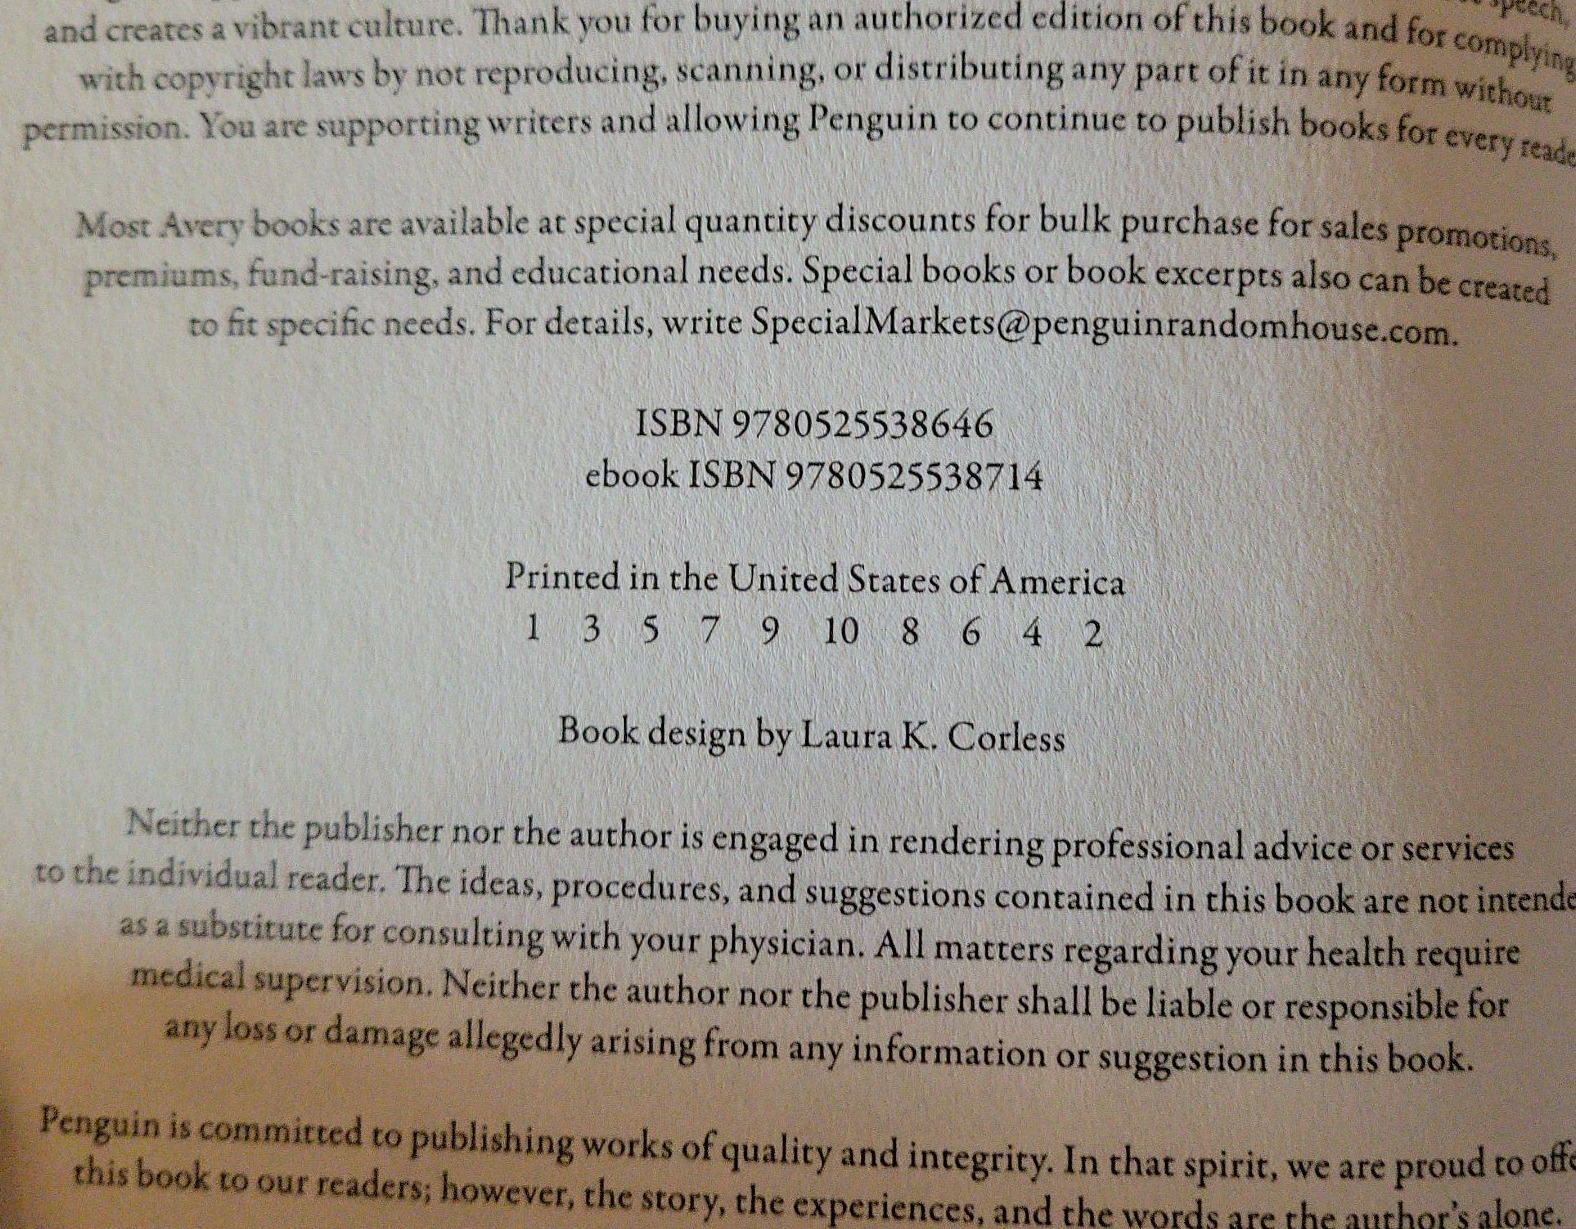 speech,
and creates a vibrant culture. Thank you for buying an authorized edition of this book and for complying
with copyright laws by not reproducing, scanning, or distributing any part of it in any form without
permission. You are supporting writers and allowing Penguin to continue to publish books for every reade
Most Avery books are available at special quantity discounts for bulk purchase for sales promotions,
premiums, fund-raising, and educational needs. Special books or book excerpts also can be created
to fit specific needs. For details, write SpecialMarkets@penguinrandomhouse.com.
ISBN 9780525538646
ebook ISBN 9780525538714
Printed in the United States of America
1 3 5 7 9 10 8 6 4 2
Book design by Laura K. Corless
Neither the publisher nor the author is engaged in rendering professional advice or services
to the individual reader. The ideas, procedures, and suggestions contained in this book are not intende
as a substitute for consulting with your physician. All matters regarding your health require
medical supervision. Neither the author nor the publisher shall be liable or responsible for
any loss or damage allegedly arising from any information or suggestion in this book.
Penguin is committed to publishing works of quality and integrity. In that spirit, we are proud to offe
this book to our readers; however, the story, the experiences, and the words are the author's alone.